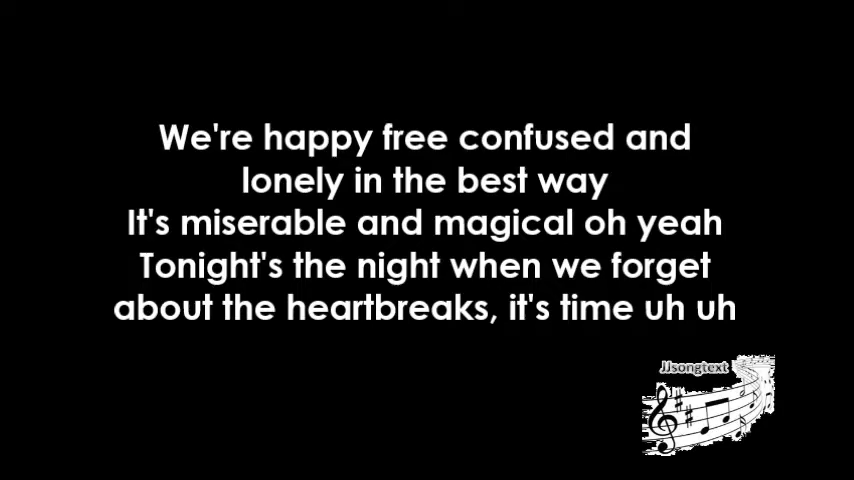 We're happy free confused and
lonely in the best way
It's miserable and magical oh yeah
Tonight's the night when we forget
about the heartbreaks, it's time uh uh
JJsongtext